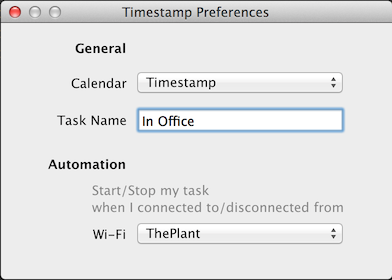 Timestamp Preferences
General
Calendar Timestamp
Task Name In Office
Automation
Start/Stop my task
when I connected to/disconnected from
Wi-Fi ThePlant